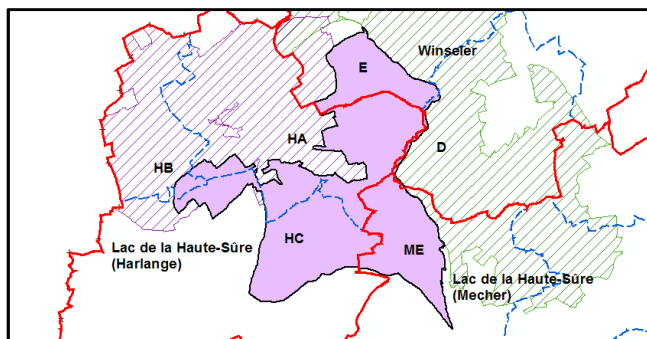 Winseler
E
HA
D
HB
HC
ME
Lac de la Haute-Sûre
(Harlange)
Lac de la Haute-Sûre
(Mecher)